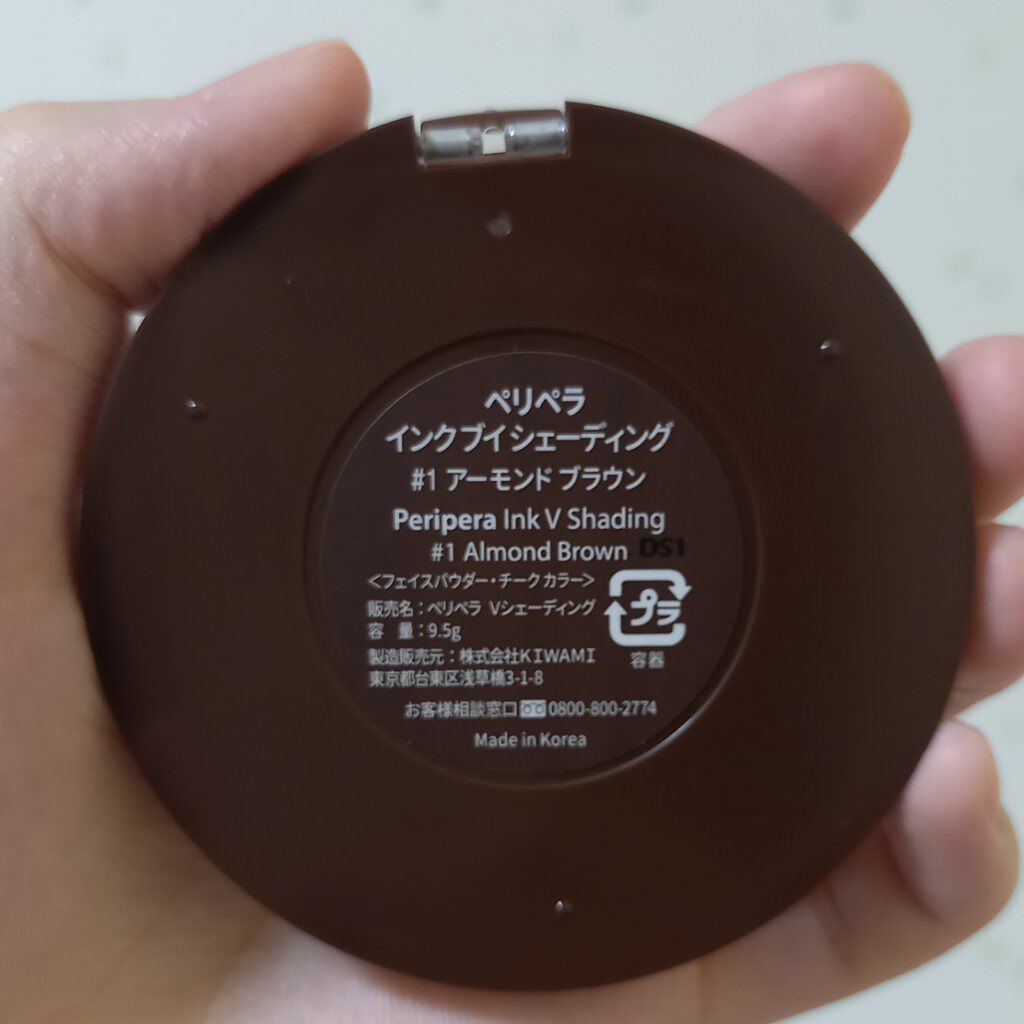 ペリペラ
インク ブイ シェーディング
#1 アーモンド ブラウン
Peripera Ink V Shading
#1 Almond Brown DS1
＜フェイスパウダー・チークカラー＞
販売名：ペリペラ Vシェーディング
容 量：9.5g
プラ
容器
製造販売元：株式会社KIWAMI
東京都台東区浅草橋3-1-8
お客様相談窓口 0800-800-2774
Made in Korea